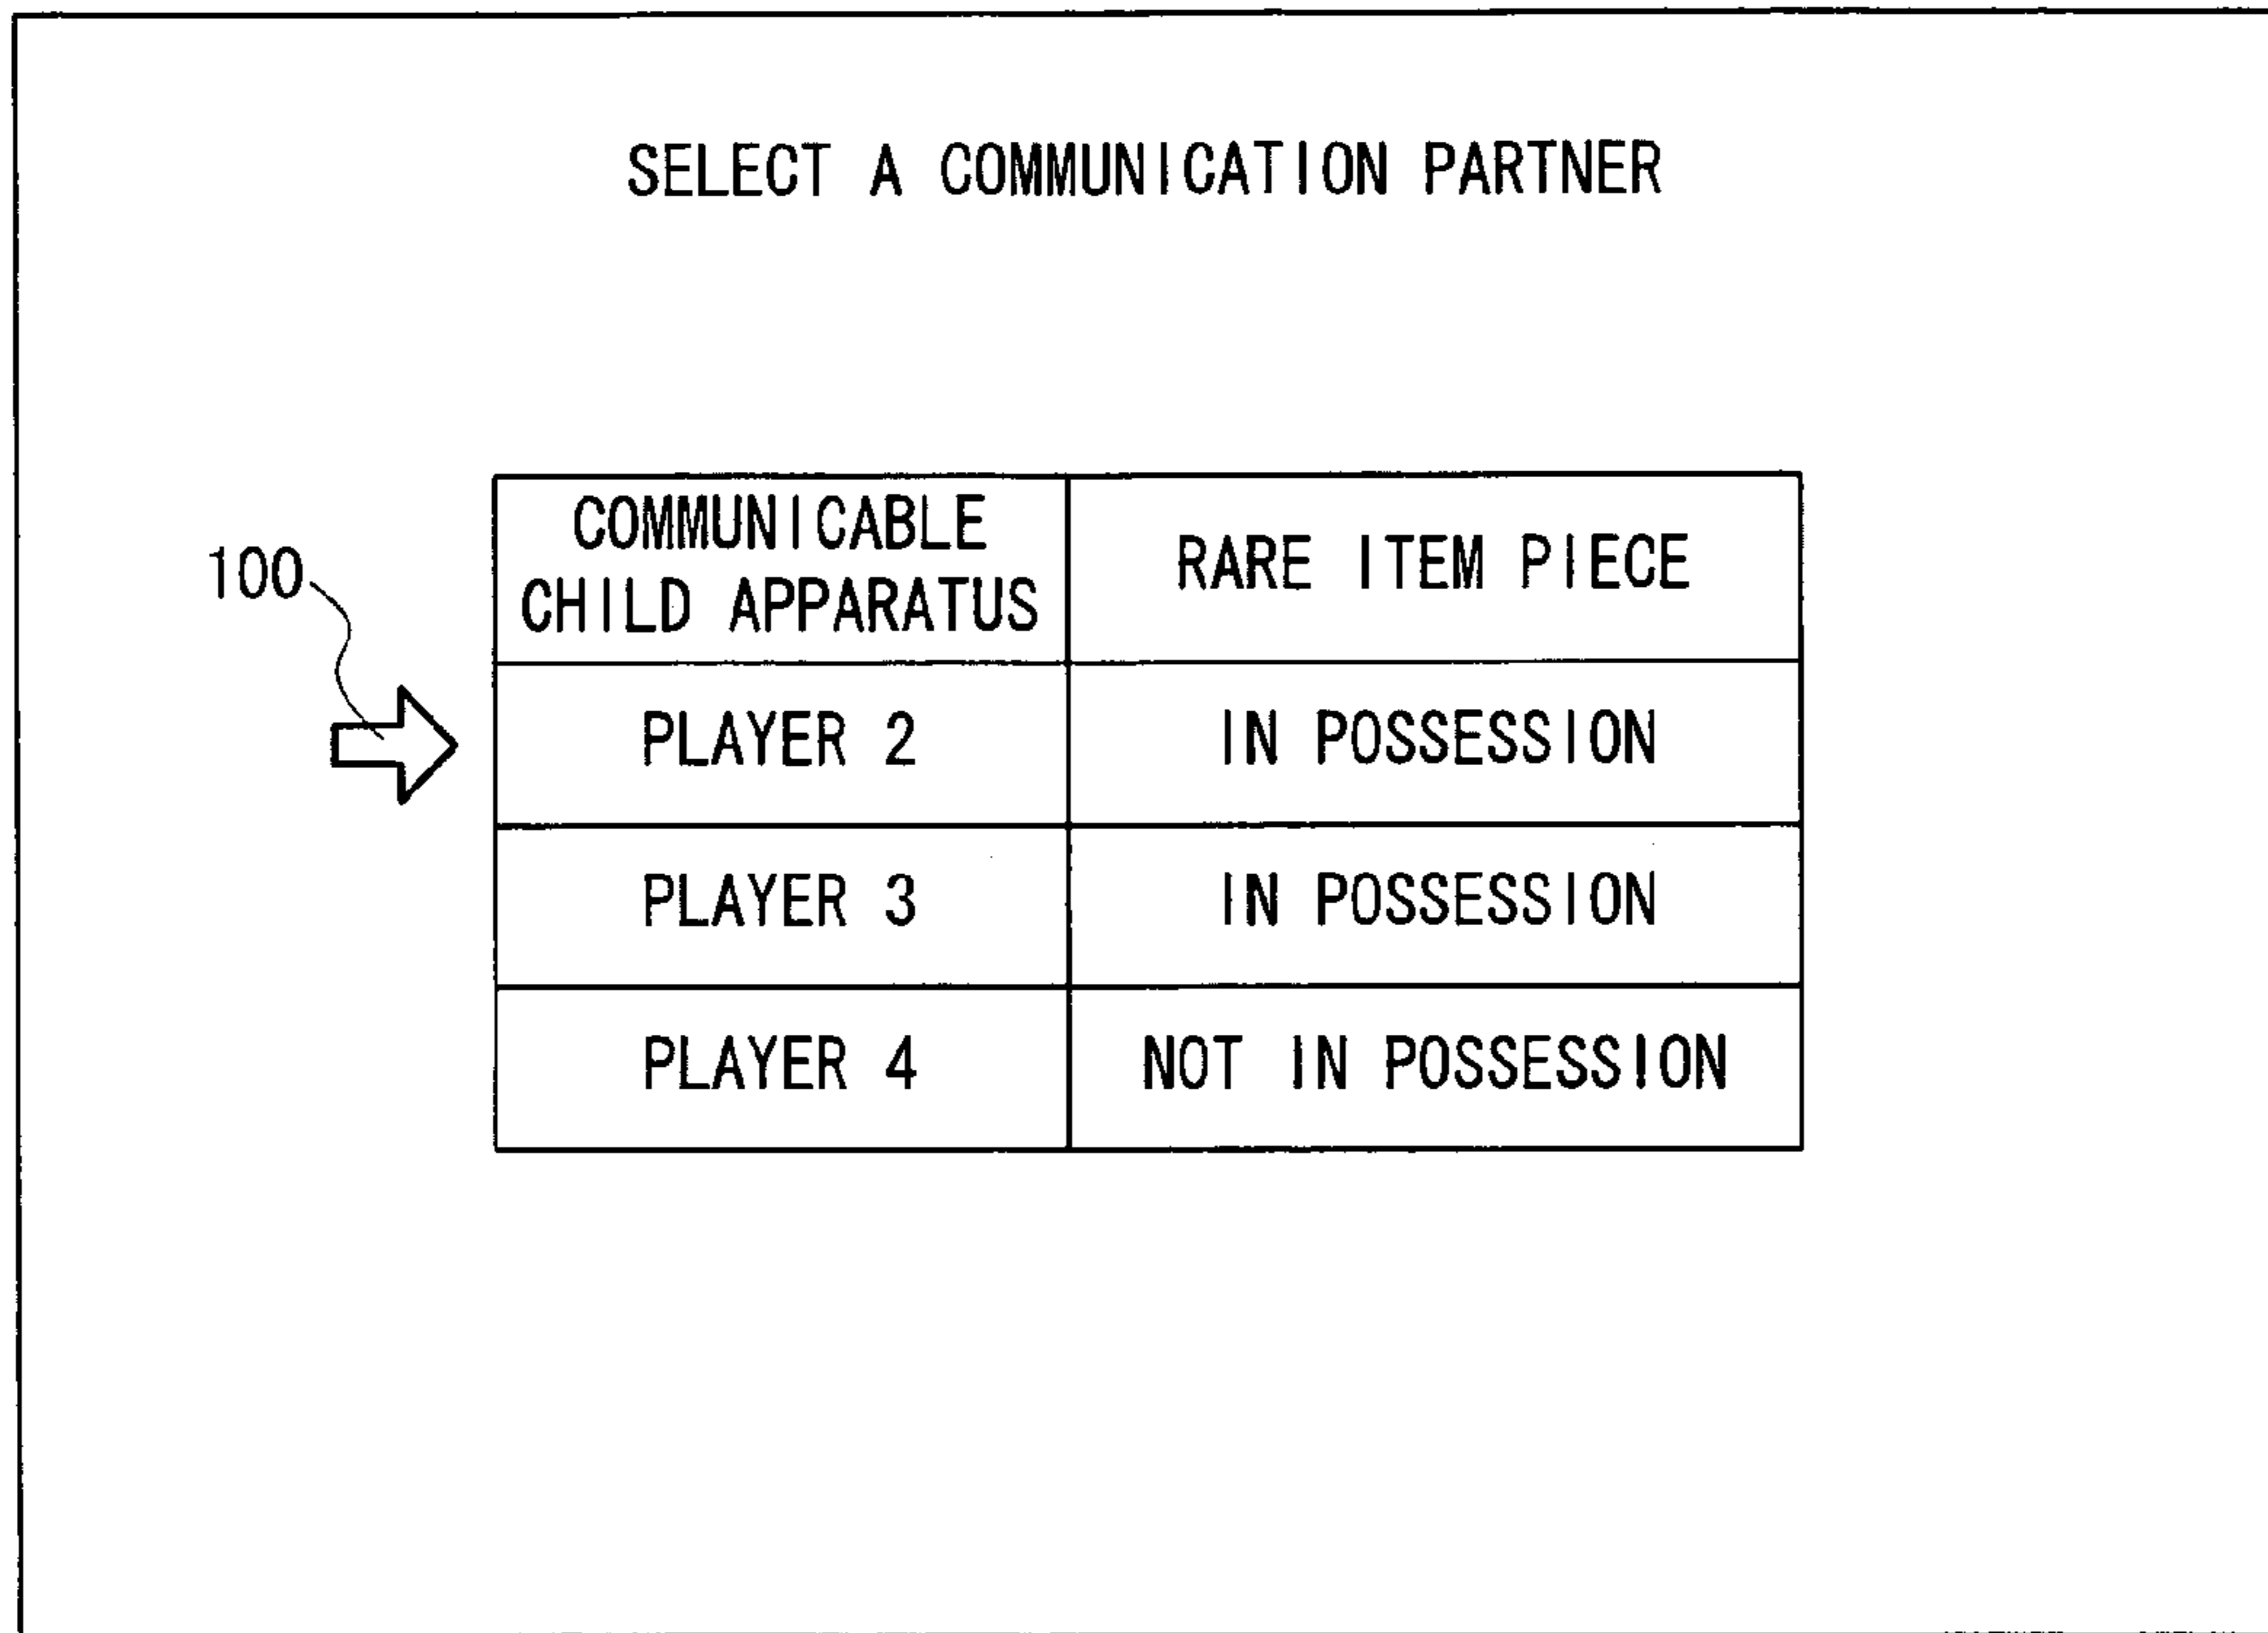 SELECT A COMMUNICATION PARTNER
COMMUNICABLE
CHILD APPARATUS
RARE ITEM PIECE
100
PLAYER 2
IN POSSESSION
PLAYER 3
IN POSSESSION
PLAYER 4
NOT IN POSSESSION